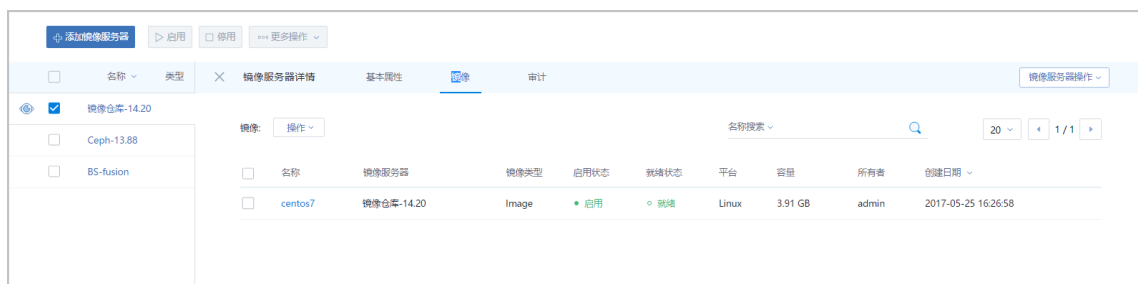 添加镜像服务器 启用 停用 更多操作
名称 类型 镜像服务器详情 基本属性 镜像 审计 镜像服务器操作
镜像仓库-14.20
镜像: 操作 名称搜索 20 1 / 1
Ceph-13.88
BS-fusion
名称 镜像服务器 镜像类型 启用状态 就绪状态 平台 容量 所有者 创建日期
centos7 镜像仓库-14.20 Image 启用 就绪 Linux 3.91 GB admin 2017-05-25 16:26:58